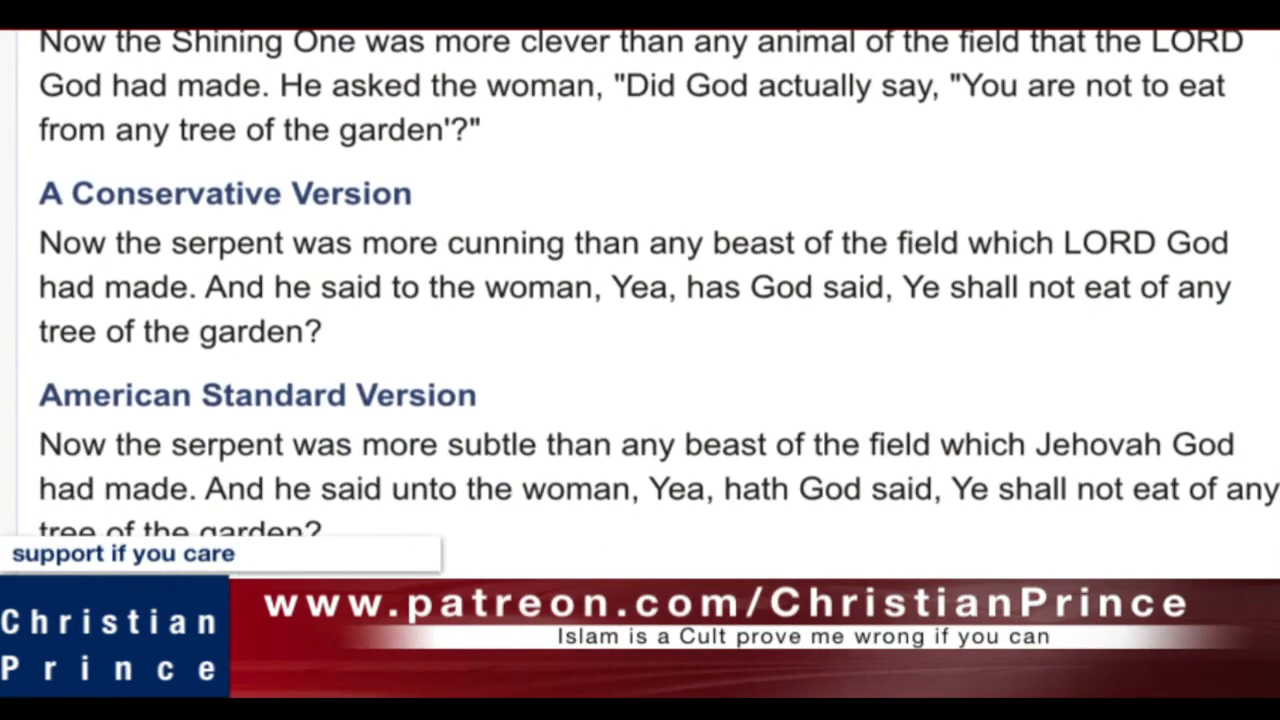 Now the Shining One was more clever than any animal of the field that the LORD
God had made. He asked the woman, "Did God actually say, "You are not to eat
from any tree of the garden'?"
A Conservative Version
Now the serpent was more cunning than any beast of the field which LORD God
had made. And he said to the woman, Yea, has God said, Ye shall not eat of any
tree of the garden?
American Standard Version
Now the serpent was more subtle than any beast of the field which Jehovah God
had made. And he said unto the woman, Yea, hath God said, Ye shall not eat of any
tree of the garden?
support if you care
Christian
Prince
www.patreon.com/ChristianPrince
Islam is a Cult prove me wrong if you can